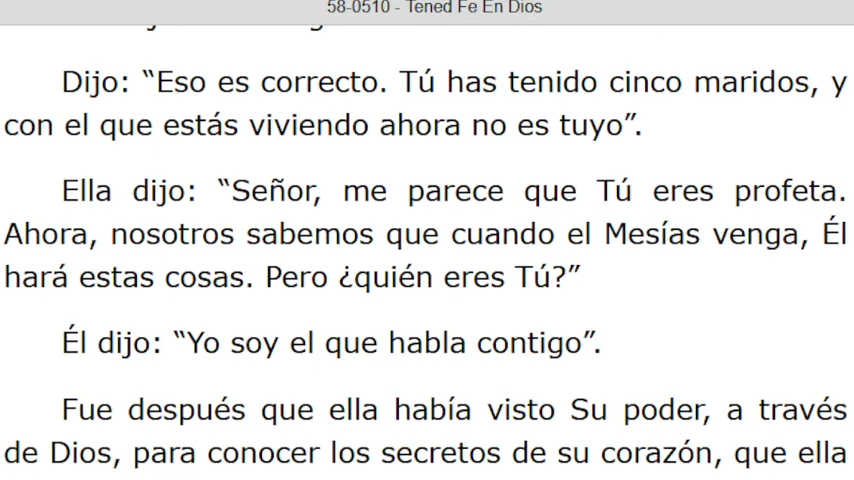 58-0510 - Tened Fe En Dios
Dijo: “Eso es correcto. Tú has tenido cinco maridos, y
con el que estás viviendo ahora no es tuyo”.
Ella dijo: “Señor, me parece que Tú eres profeta.
Ahora, nosotros sabemos que cuando el Mesías venga, Él
hará estas cosas. Pero ¿quién eres Tú?”
Él dijo: “Yo soy el que habla contigo”.
Fue después que ella había visto Su poder, a través
de Dios, para conocer los secretos de su corazón, que ella